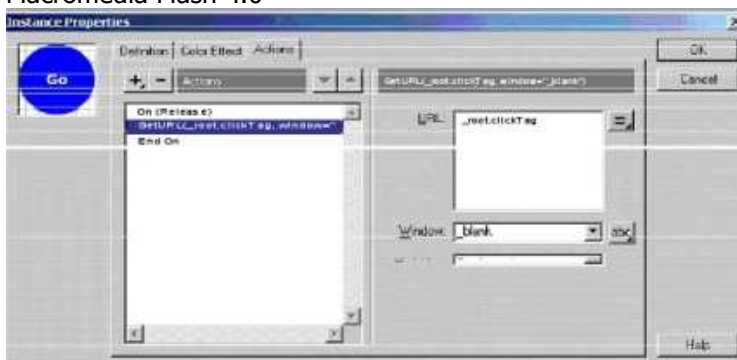 Macromedia Flash 4.0
Instance Properties
Definition Color Effect Actions
OK
Cancel
Go
Actions
GetURL(_root.clickTag, window="_blank")
On (Release)
GetURL(_root.clickTag, window="
End On
URL: _root.clickTag
Window: _blank
abc
Help